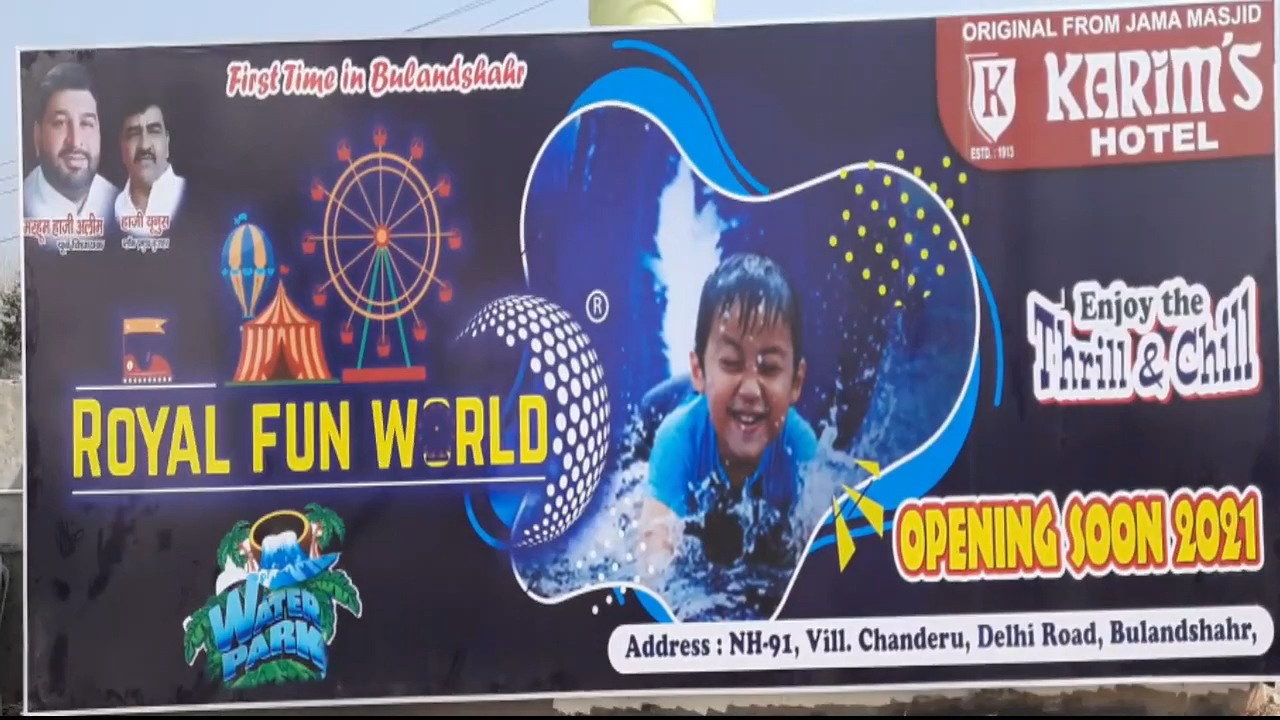 First Time in Bulandshahr
ORIGINAL FROM JAMA MASJID
K
KARIM'S
HOTEL
ESTD.: 1913
मरहूम हाजी अलीम
पूर्व विधायक
हाजी यूनुस
®
Enjoy the
Thrill & Chill
ROYAL FUN WORLD
OPENING SOON 2021
WATER
PARK
Address : NH-91, Vill. Chanderu, Delhi Road, Bulandshahr,